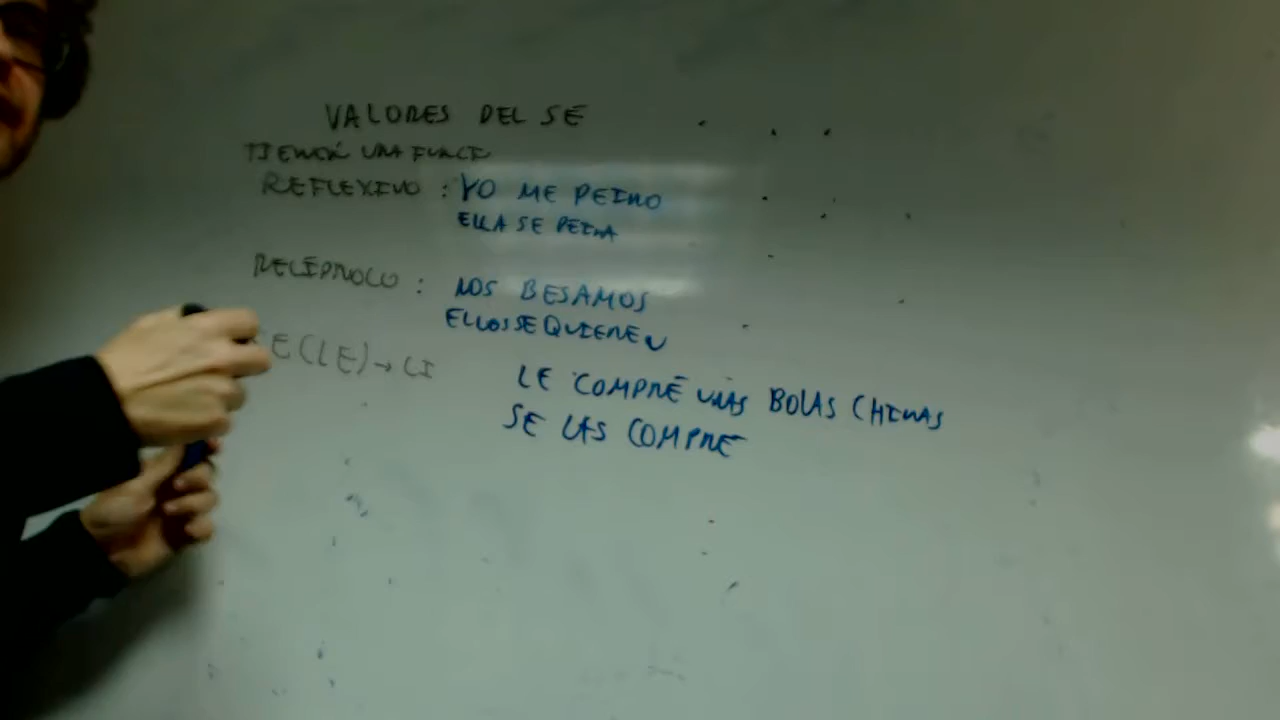 VALORES DEL SE
TIENEN UNA FUNCI
REFLEXIVO : YO ME PEINO
ELLA SE PEINA
RECÍPROCO : NOS BESAMOS
ELLOS SE QUIEREN
E(LE) → CI
LE COMPRÉ UNAS BOLAS CHINAS
SE LAS COMPRÉ